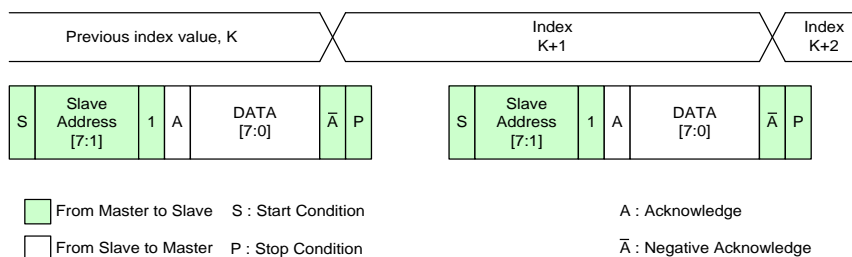 Previous index value, K
Index
K+1
Index
K+2
S
Slave
Address
[7:1]
1
A
DATA
[7:0]
A̅
P
S
Slave
Address
[7:1]
1
A
DATA
[7:0]
A̅
P
From Master to Slave
S : Start Condition
A : Acknowledge
From Slave to Master
P : Stop Condition
A̅ : Negative Acknowledge